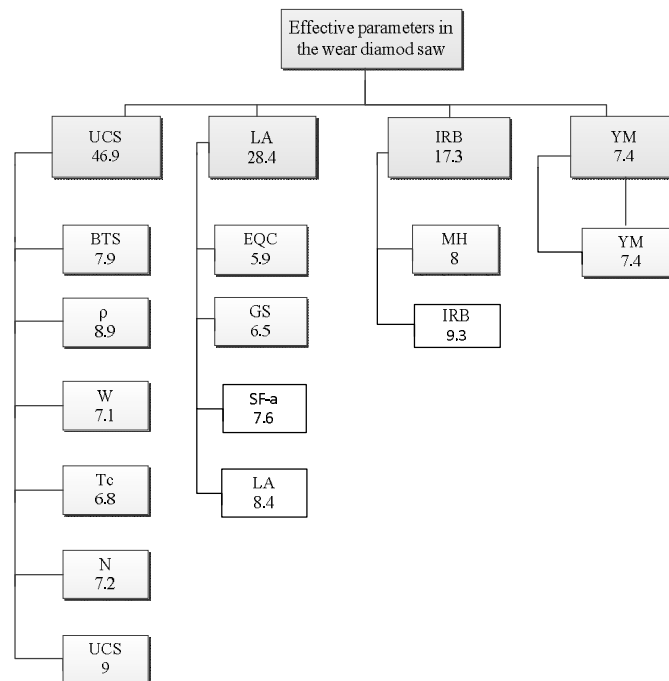 Effective parameters in
the wear diamod saw
UCS
46.9
LA
28.4
IRB
17.3
YM
7.4
BTS
7.9
EQC
5.9
MH
8
YM
7.4
ρ
8.9
GS
6.5
IRB
9.3
W
7.1
SF-a
7.6
Tc
6.8
LA
8.4
N
7.2
UCS
9